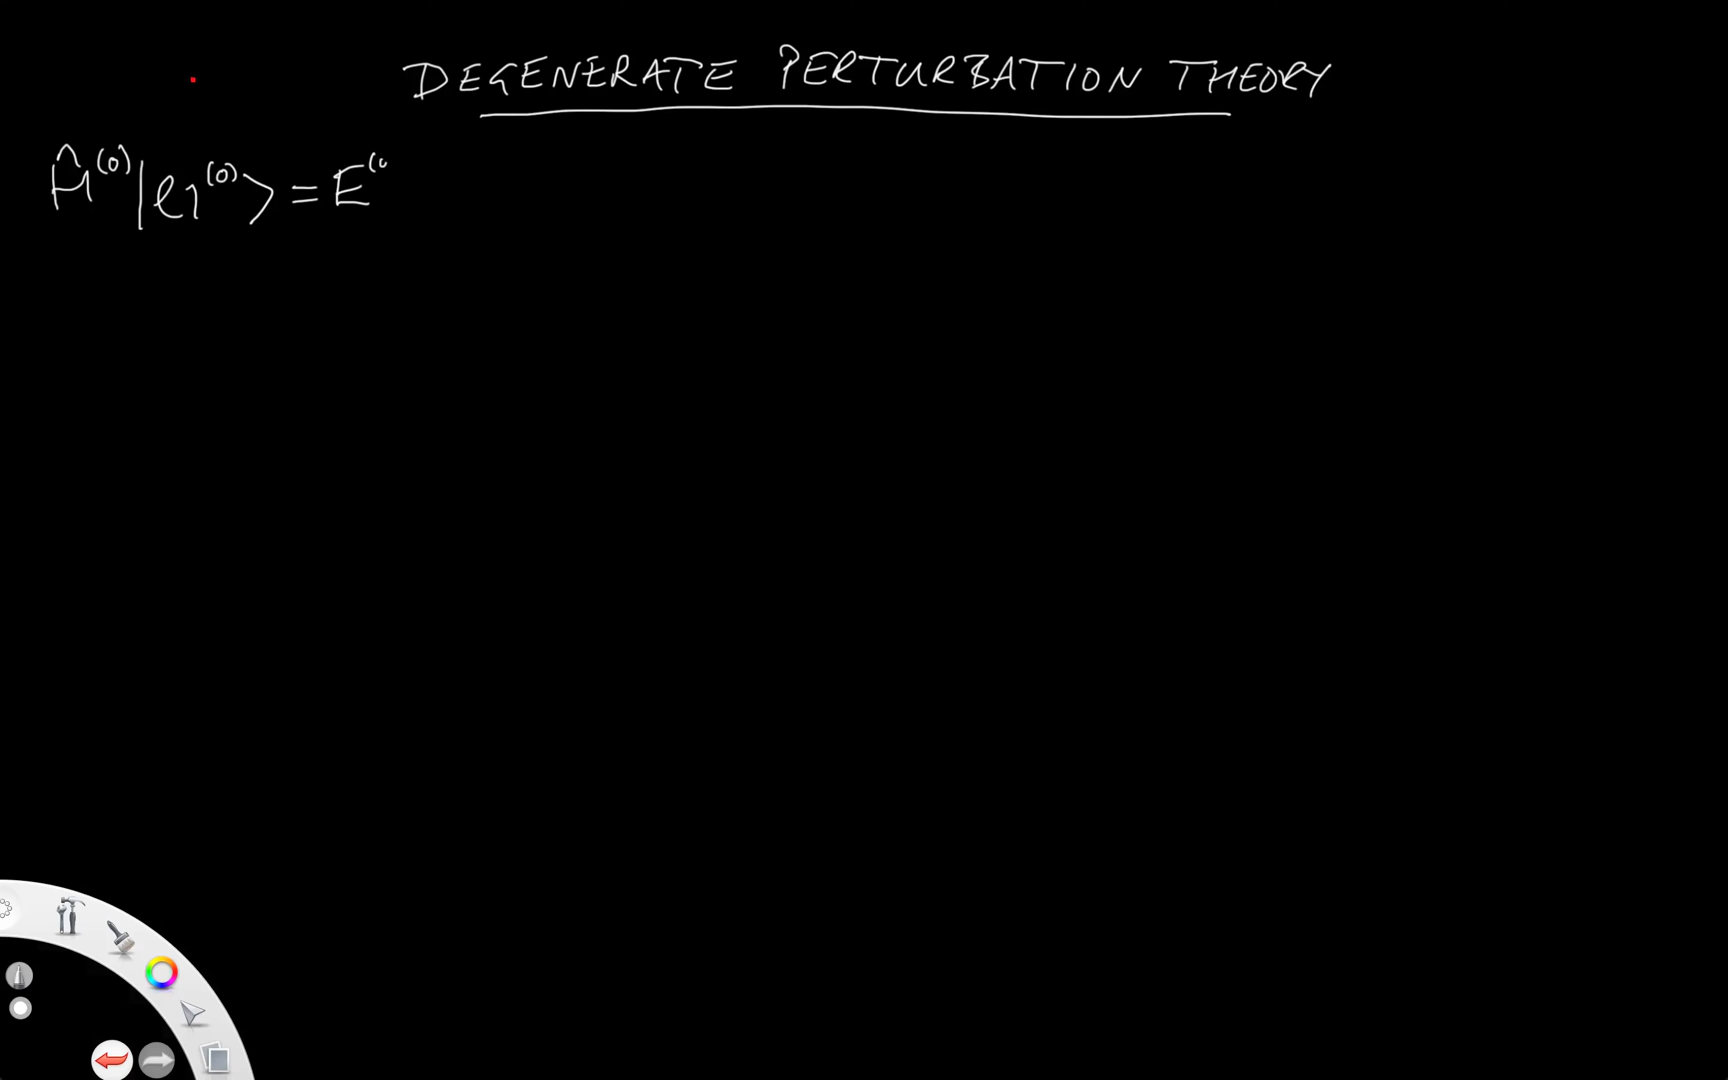 DEGENERATE PERTURBATION THEORY
Ĥ⁽⁰⁾|e₁⁽⁰⁾⟩ = E⁽⁰